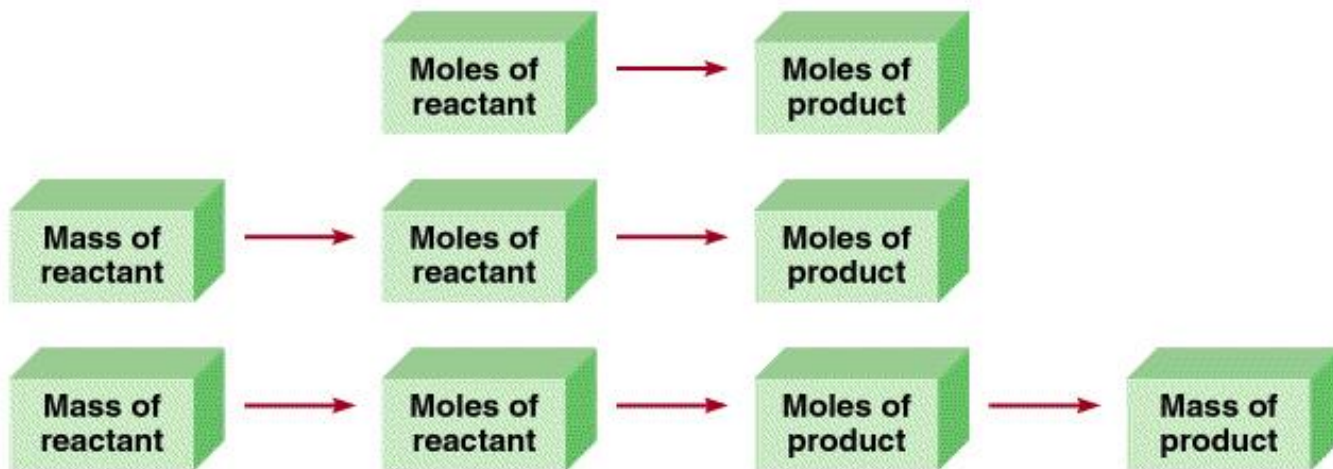 Moles of
reactant
Moles of
product
Mass of
reactant
Moles of
reactant
Moles of
product
Mass of
reactant
Moles of
reactant
Moles of
product
Mass of
product